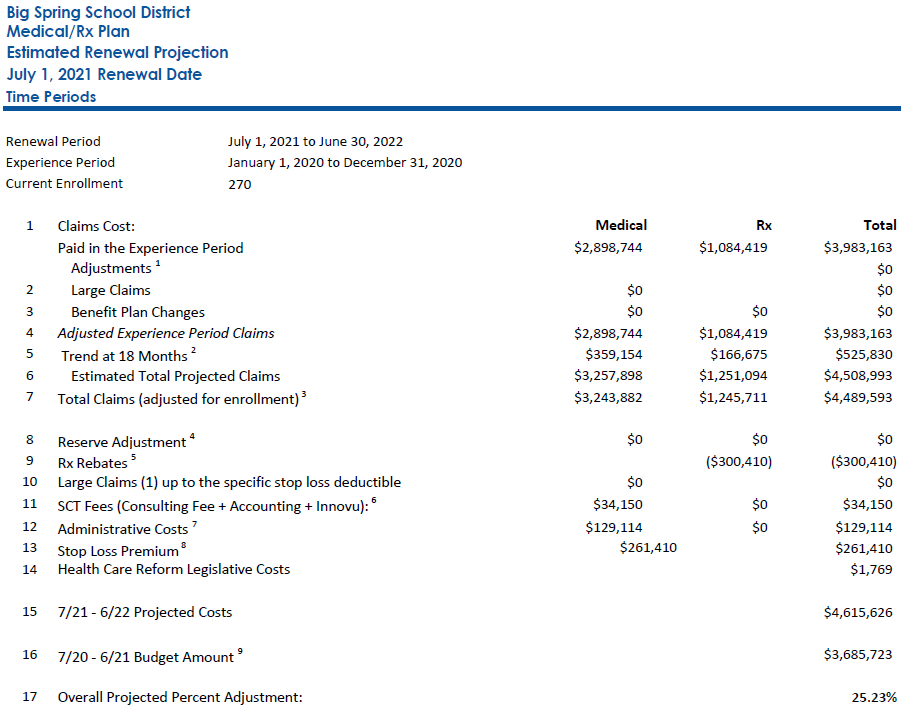 Big Spring School District
Medical/Rx Plan
Estimated Renewal Projection
July 1, 2021 Renewal Date
Time Periods
Renewal Period July 1, 2021 to June 30, 2022
Experience Period January 1, 2020 to December 31, 2020
Current Enrollment 270
1 Claims Cost: Medical Rx Total
Paid in the Experience Period $2,898,744 $1,084,419 $3,983,163
Adjustments 1 $0
2 Large Claims $0 $0
3 Benefit Plan Changes $0 $0 $0
4 Adjusted Experience Period Claims $2,898,744 $1,084,419 $3,983,163
5 Trend at 18 Months 2 $359,154 $166,675 $525,830
6 Estimated Total Projected Claims $3,257,898 $1,251,094 $4,508,993
7 Total Claims (adjusted for enrollment) 3 $3,243,882 $1,245,711 $4,489,593
8 Reserve Adjustment 4 $0 $0 $0
9 Rx Rebates 5 ($300,410) ($300,410)
10 Large Claims (1) up to the specific stop loss deductible $0 $0
11 SCT Fees (Consulting Fee + Accounting + Innovu): 6 $34,150 $0 $34,150
12 Administrative Costs 7 $129,114 $0 $129,114
13 Stop Loss Premium 8 $261,410 $261,410
14 Health Care Reform Legislative Costs $1,769
15 7/21 - 6/22 Projected Costs $4,615,626
16 7/20 - 6/21 Budget Amount 9 $3,685,723
17 Overall Projected Percent Adjustment: 25.23%